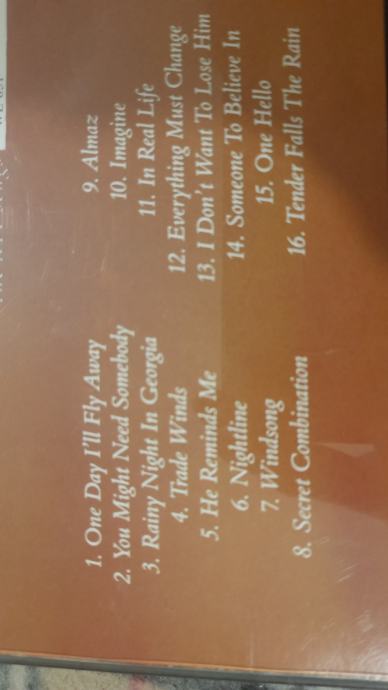 1. One Day I'll Fly Away
2. You Might Need Somebody
3. Rainy Night In Georgia
4. Trade Winds
5. He Reminds Me
6. Nightline
7. Windsong
8. Secret Combination
9. Almaz
10. Imagine
11. In Real Life
12. Everything Must Change
13. I Don't Want To Lose Him
14. Someone To Believe In
15. One Hello
16. Tender Falls The Rain